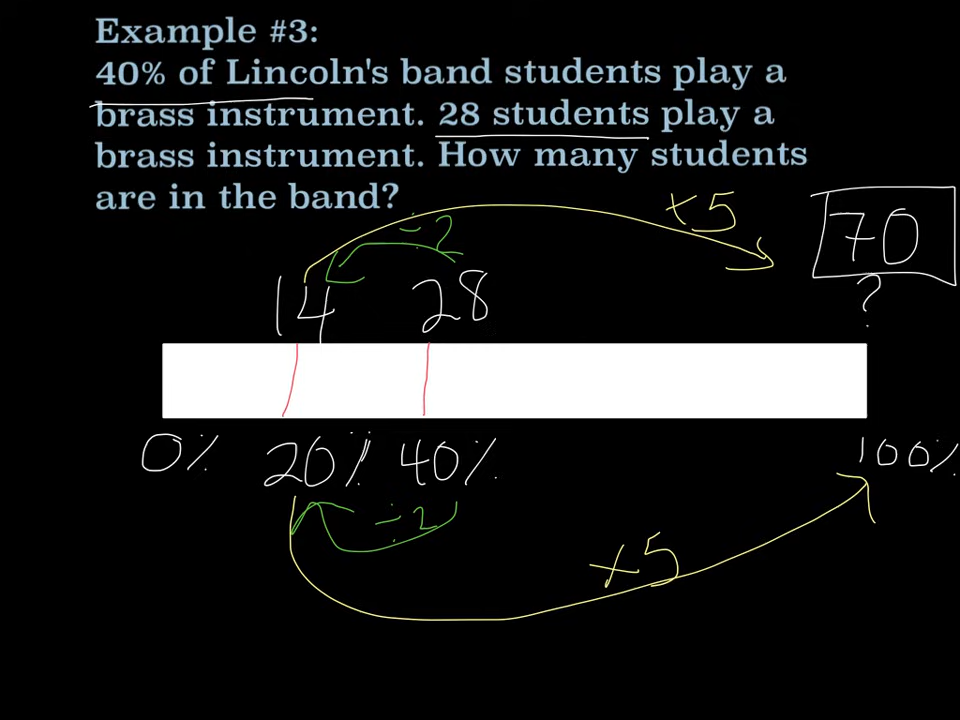 Example #3:
40% of Lincoln's band students play a
brass instrument. 28 students play a
brass instrument. How many students
are in the band?
÷2
×5
70
14 28 ?
0% 20% 40% 100%
÷2
×5